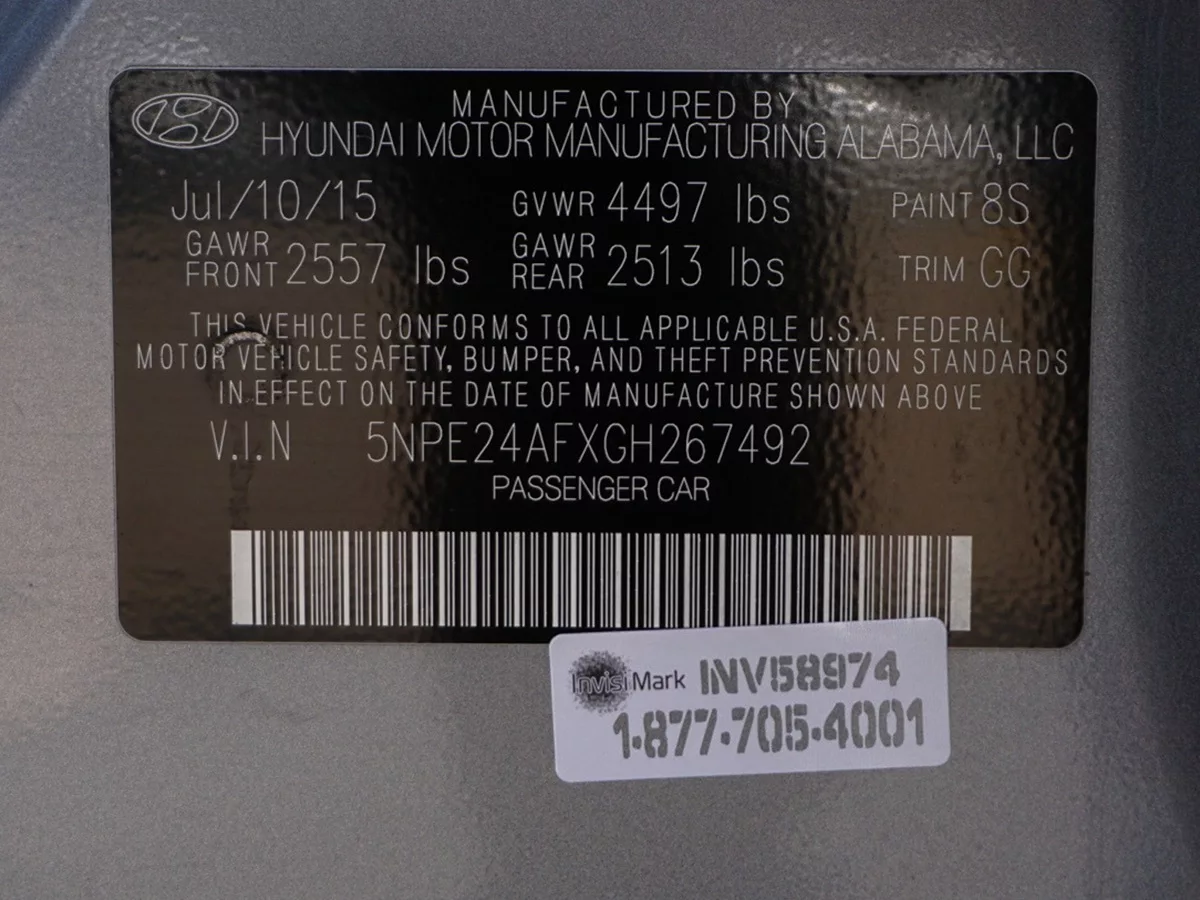 MANUFACTURED BY
HYUNDAI MOTOR MANUFACTURING ALABAMA, LLC
Jul/10/15 GVWR 4497 lbs PAINT 8S
GAWR FRONT 2557 lbs GAWR REAR 2513 lbs TRIM GG
THIS VEHICLE CONFORMS TO ALL APPLICABLE U.S.A. FEDERAL
MOTOR VEHICLE SAFETY, BUMPER, AND THEFT PREVENTION STANDARDS
IN EFFECT ON THE DATE OF MANUFACTURE SHOWN ABOVE
V.I.N 5NPE24AFXGH267492
PASSENGER CAR
InvisiMark INV58974
1-877-705-4001